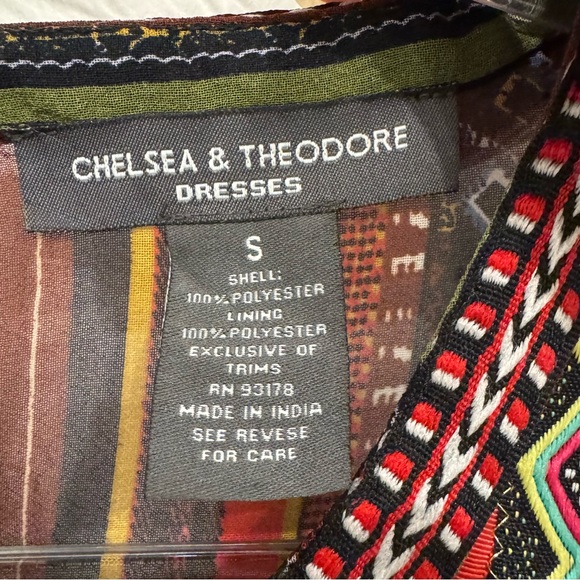 CHELSEA & THEODORE
DRESSES
S
SHELL:
100% POLYESTER
LINING
100% POLYESTER
EXCLUSIVE OF
TRIMS
RN 93178
MADE IN INDIA
SEE REVESE
FOR CARE